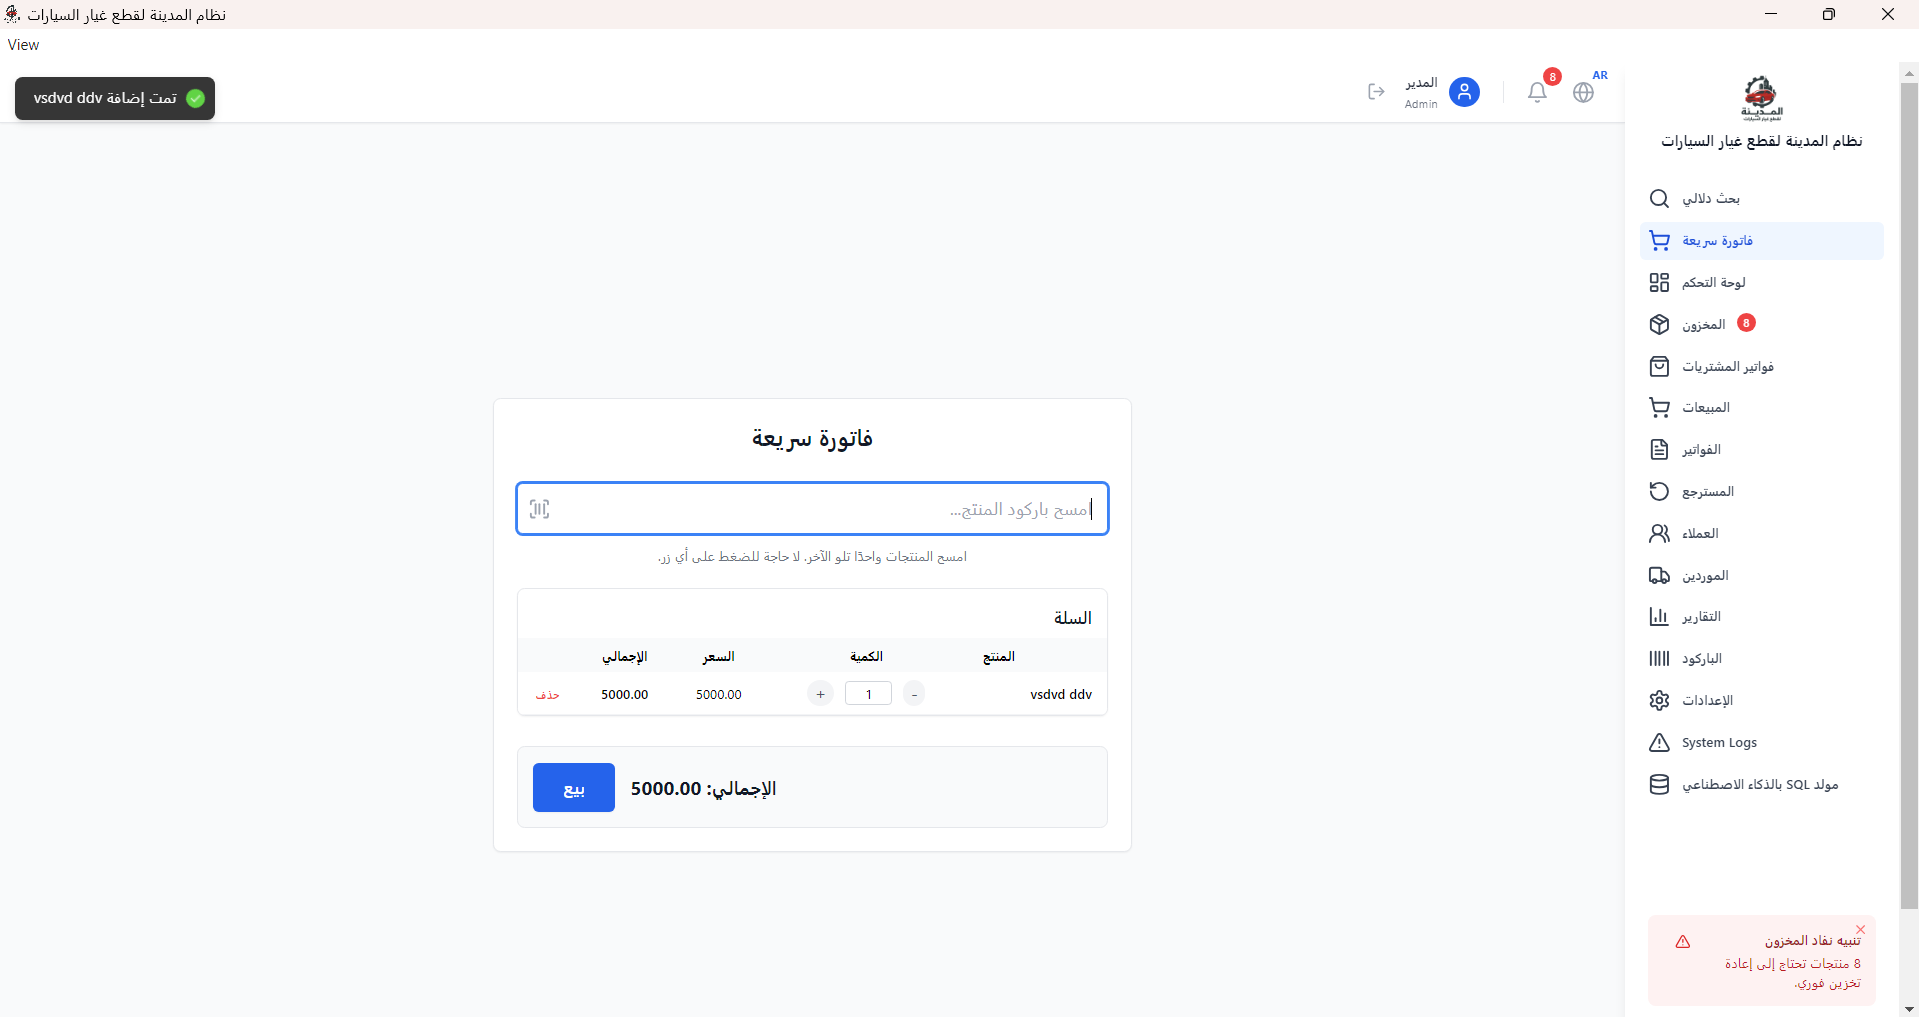 نظام المدينة لقطع غيار السيارات
View
تمت إضافة vsdvd ddv
المدير
Admin
8
AR
المدينة
لقطع غيار السيارات
نظام المدينة لقطع غيار السيارات
بحث دلالي
فاتورة سريعة
لوحة التحكم
المخزون 8
فواتير المشتريات
المبيعات
الفواتير
المسترجع
العملاء
الموردين
التقارير
الباركود
الإعدادات
System Logs
مولد SQL بالذكاء الاصطناعي
تنبيه نفاد المخزون
8 منتجات تحتاج إلى إعادة
تخزين فوري.
فاتورة سريعة
امسح باركود المنتج...
امسح المنتجات واحدًا تلو الآخر. لا حاجة للضغط على أي زر.
السلة
المنتج الكمية السعر الإجمالي
vsdvd ddv - 1 + 5000.00 5000.00 حذف
الإجمالي: 5000.00
بيع